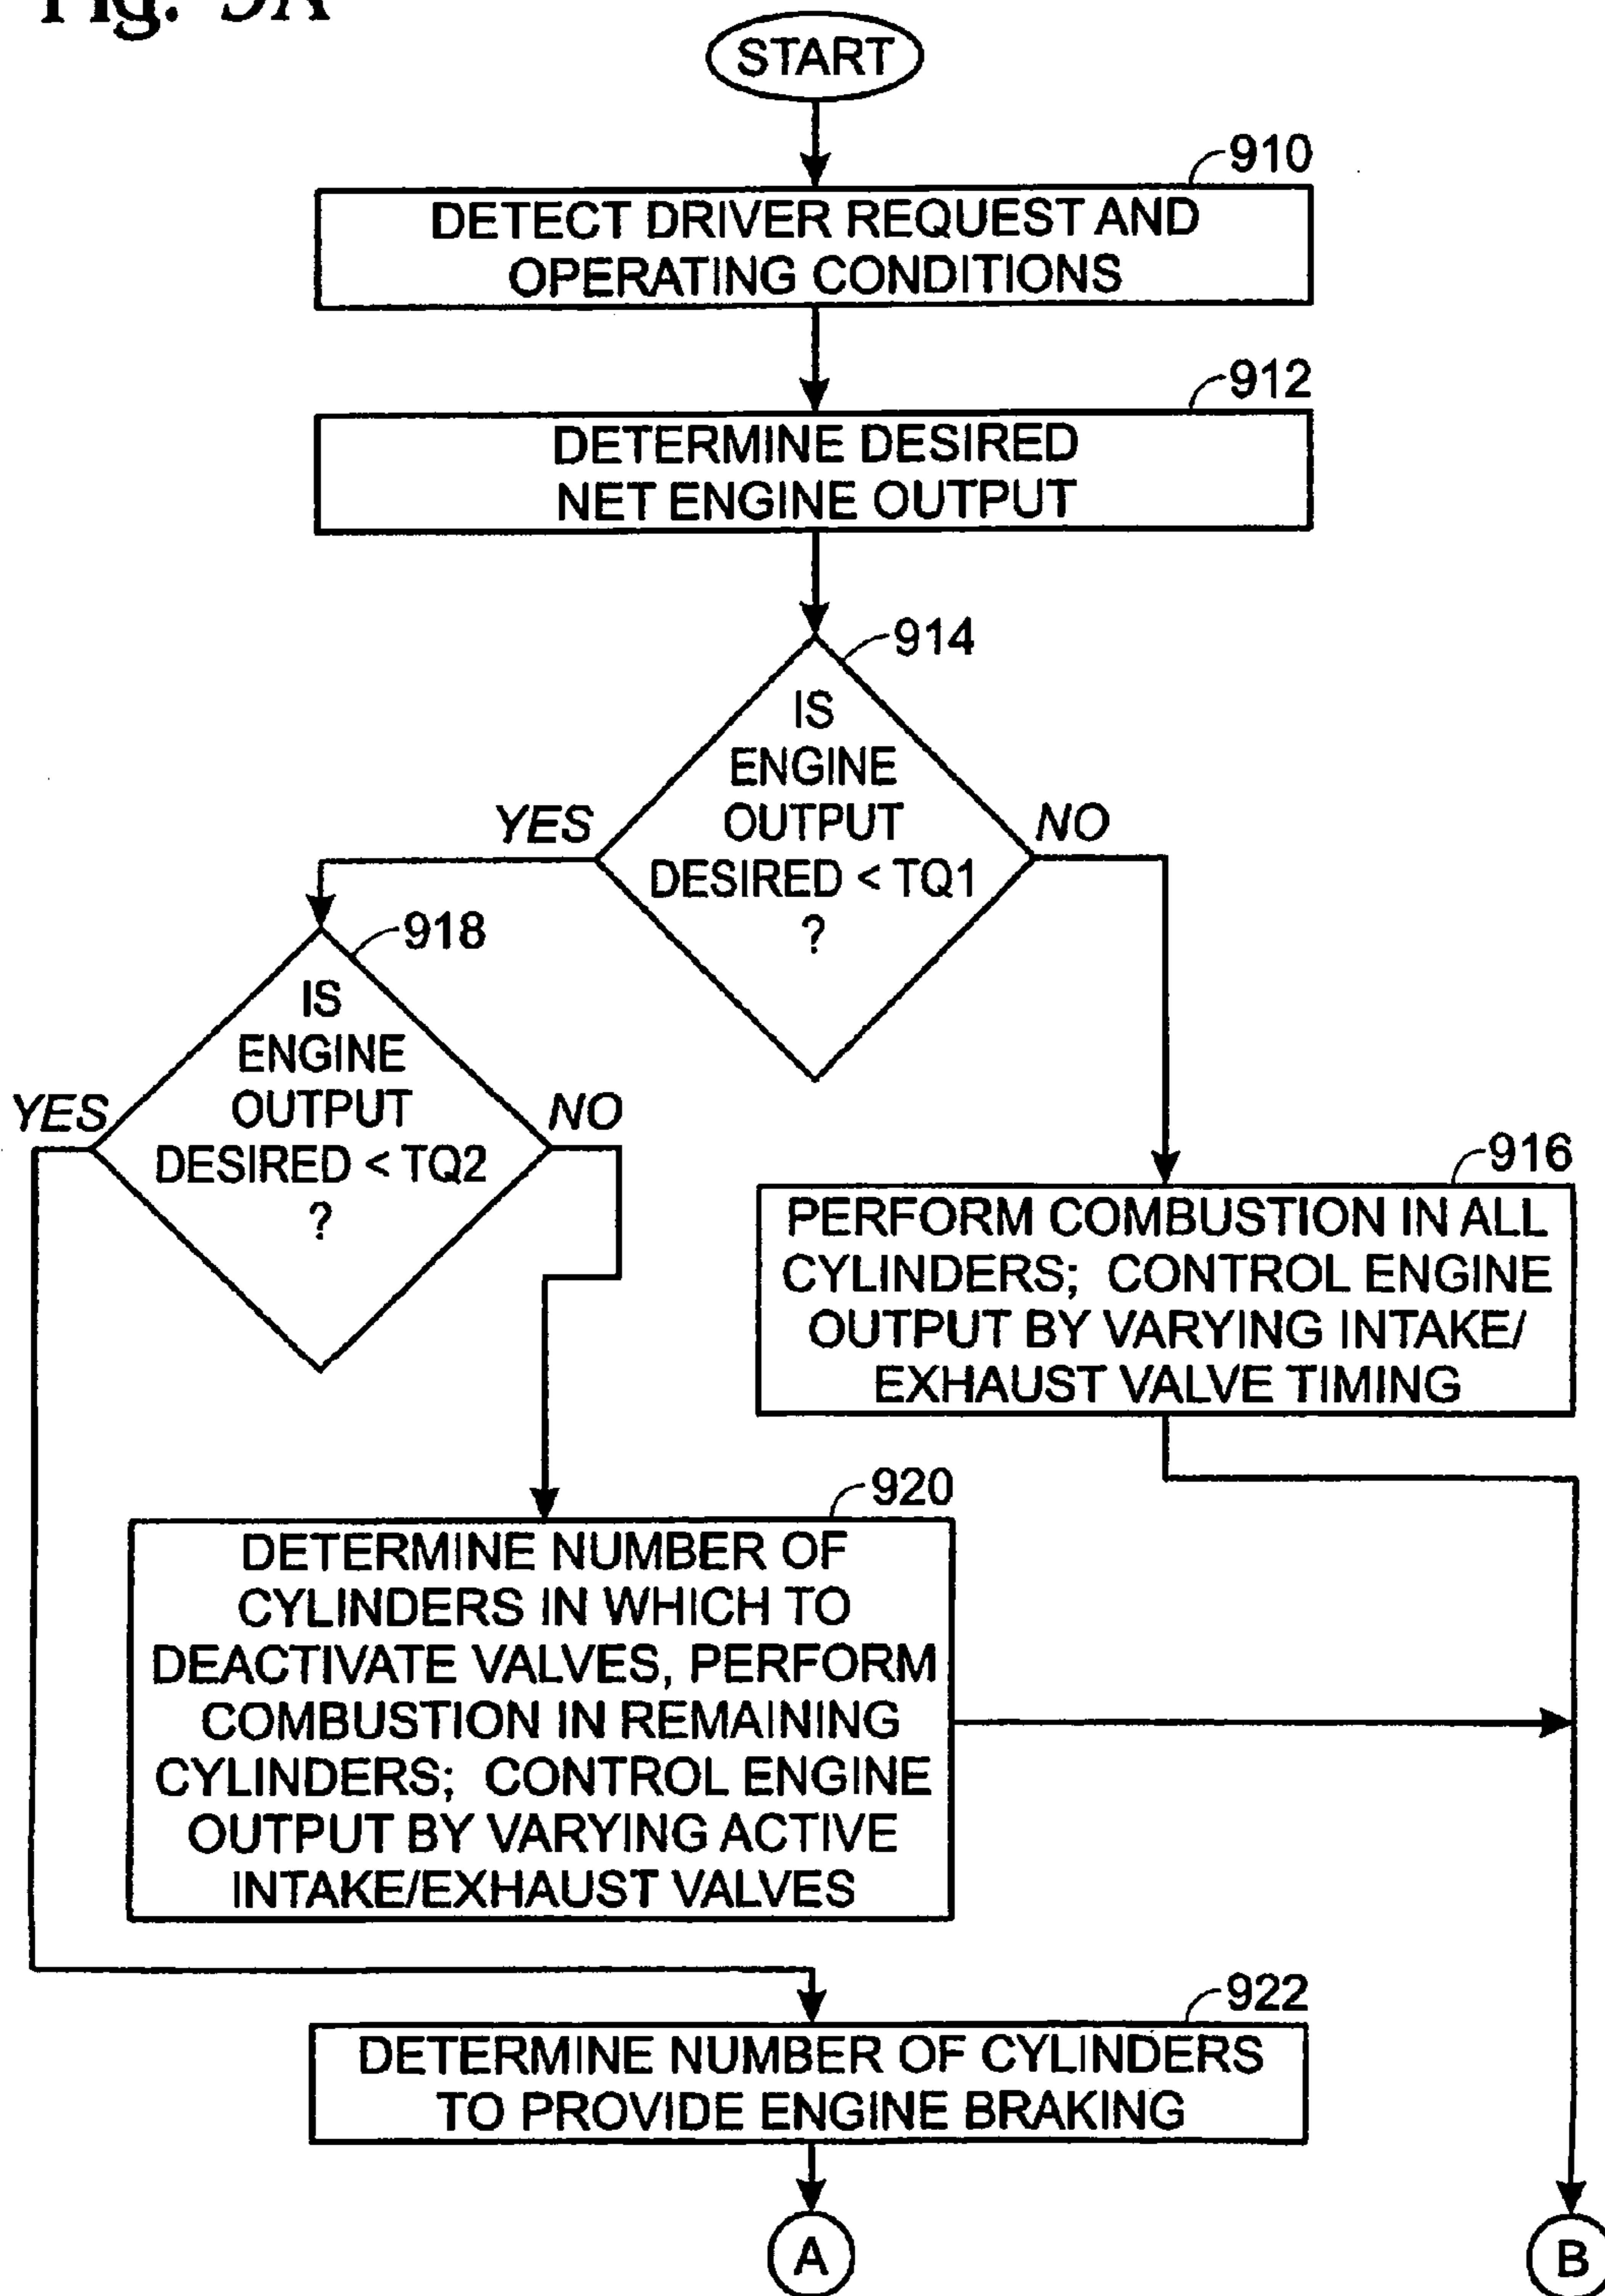 Fig. 9A
START
910
DETECT DRIVER REQUEST AND
OPERATING CONDITIONS
912
DETERMINE DESIRED
NET ENGINE OUTPUT
914
IS
ENGINE
OUTPUT
DESIRED < TQ1
?
YES
NO
918
IS
ENGINE
OUTPUT
DESIRED < TQ2
?
YES
NO
916
PERFORM COMBUSTION IN ALL
CYLINDERS; CONTROL ENGINE
OUTPUT BY VARYING INTAKE/
EXHAUST VALVE TIMING
920
DETERMINE NUMBER OF
CYLINDERS IN WHICH TO
DEACTIVATE VALVES, PERFORM
COMBUSTION IN REMAINING
CYLINDERS; CONTROL ENGINE
OUTPUT BY VARYING ACTIVE
INTAKE/EXHAUST VALVES
922
DETERMINE NUMBER OF CYLINDERS
TO PROVIDE ENGINE BRAKING
A
B